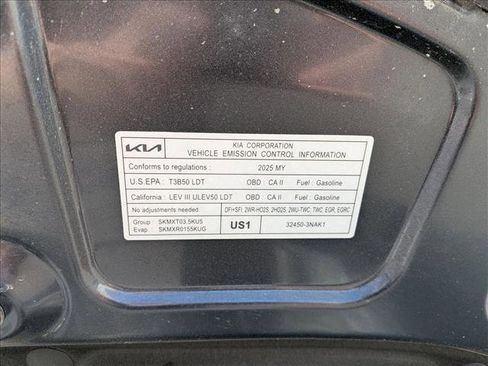 KIA
KIA CORPORATION
VEHICLE EMISSION CONTROL INFORMATION
Conforms to regulations : 2025 MY
U.S.EPA : T3B50 LDT OBD : CA II Fuel : Gasoline
California : LEV III ULEV50 LDT OBD : CA II Fuel : Gasoline
No adjustments needed DFI+SFI, 2WR-HO2S, 2HO2S, 2WU-TWC, TWC, EGR, EGRC
Group : SKMXT03.5KU5
Evap. : SKMXR0155KUG
US1
32450-3NAK1